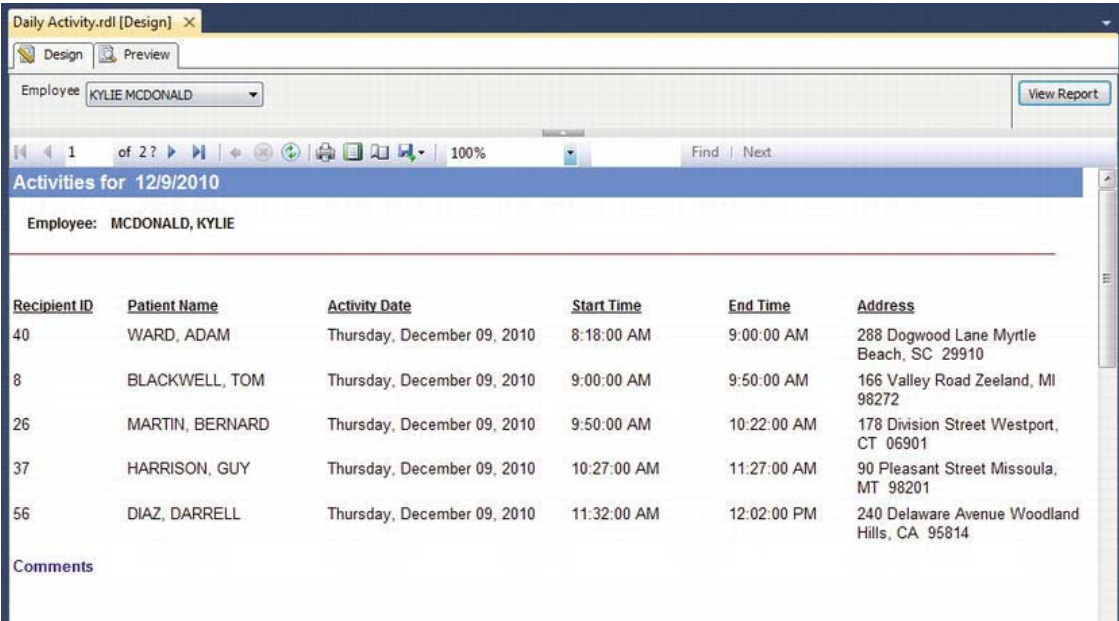 Daily Activity.rdl [Design]
Design Preview
Employee KYLIE MCDONALD View Report
1 of 2? 100% Find | Next
Activities for 12/9/2010
Employee: MCDONALD, KYLIE
Recipient ID Patient Name Activity Date Start Time End Time Address
40 WARD, ADAM Thursday, December 09, 2010 8:18:00 AM 9:00:00 AM 288 Dogwood Lane Myrtle
Beach, SC 29910
8 BLACKWELL, TOM Thursday, December 09, 2010 9:00:00 AM 9:50:00 AM 166 Valley Road Zeeland, MI
98272
26 MARTIN, BERNARD Thursday, December 09, 2010 9:50:00 AM 10:22:00 AM 178 Division Street Westport,
CT 06901
37 HARRISON, GUY Thursday, December 09, 2010 10:27:00 AM 11:27:00 AM 90 Pleasant Street Missoula,
MT 98201
56 DIAZ, DARRELL Thursday, December 09, 2010 11:32:00 AM 12:02:00 PM 240 Delaware Avenue Woodland
Hills, CA 95814
Comments